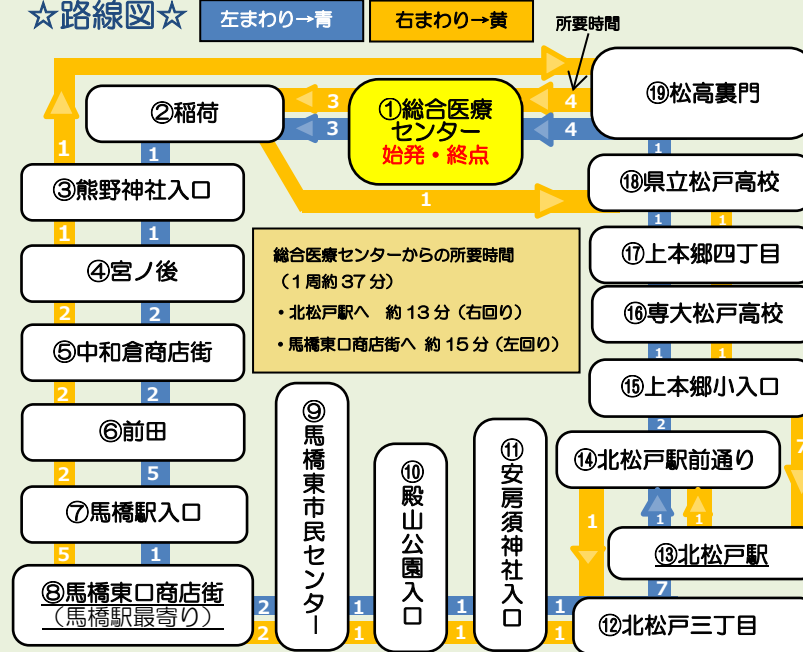 ☆路線図☆
左まわり→青
右まわり→黄
所要時間
1
3
3
4
4
②稲荷
①総合医療
センター
始発・終点
⑲松高裏門
1
1
③熊野神社入口
1
⑱県立松戸高校
1
1
1
1
④宮ノ後
総合医療センターからの所要時間
(1周約37分)
・北松戸駅へ 約13分(右回り)
・馬橋東口商店街へ 約15分(左回り)
⑰上本郷四丁目
2
2
⑯専大松戸高校
⑤中和倉商店街
1
1
2
2
⑮上本郷小入口
⑥前田
2
7
2
5
⑨馬橋東市民センター
⑩殿山公園入口
⑪安房須神社入口
⑭北松戸駅前通り
⑦馬橋駅入口
1
1
1
5
1
⑬北松戸駅
7
⑧馬橋東口商店街
(馬橋駅最寄り)
2
1
1
1
2
1
1
1
⑫北松戸三丁目